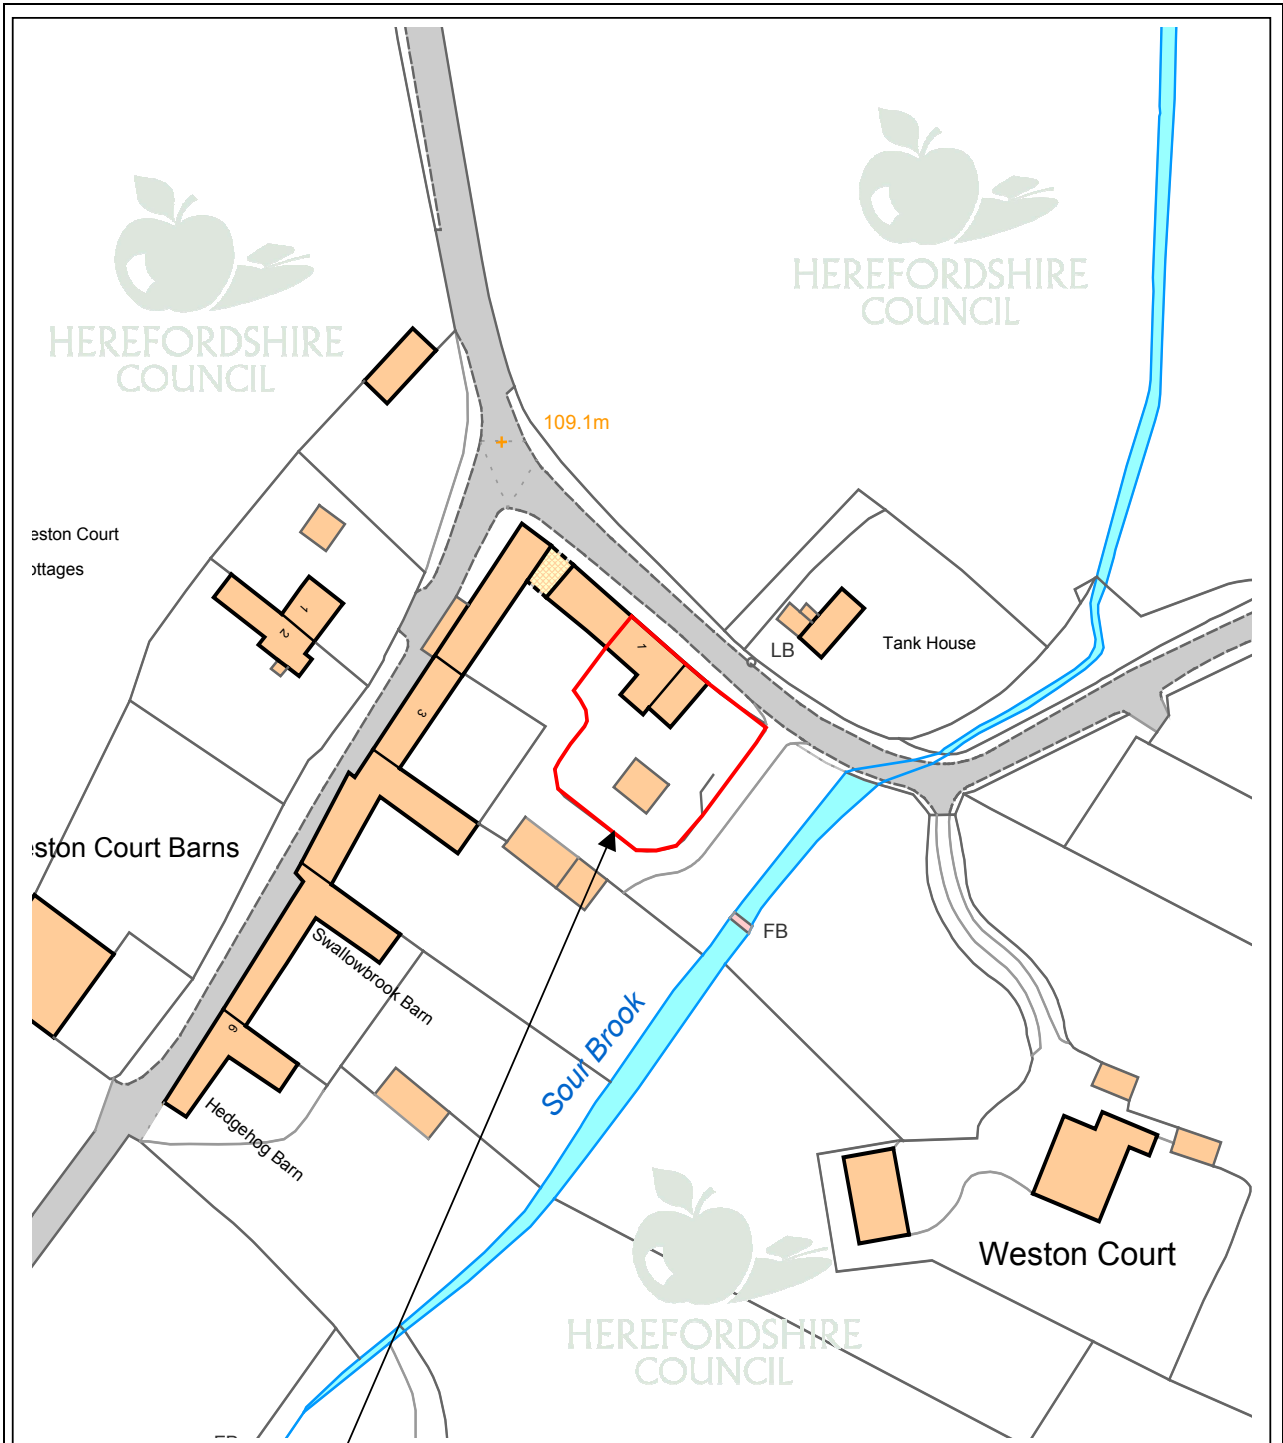 HEREFORDSHIRE
COUNCIL
HEREFORDSHIRE
COUNCIL
109.1m
eston Court
ottages
1
2
1
LB
Tank House
3
ston Court Barns
FB
Swallowbrook Barn
Sour Brook
6
Hedgehog Barn
Weston Court
HEREFORDSHIRE
COUNCIL